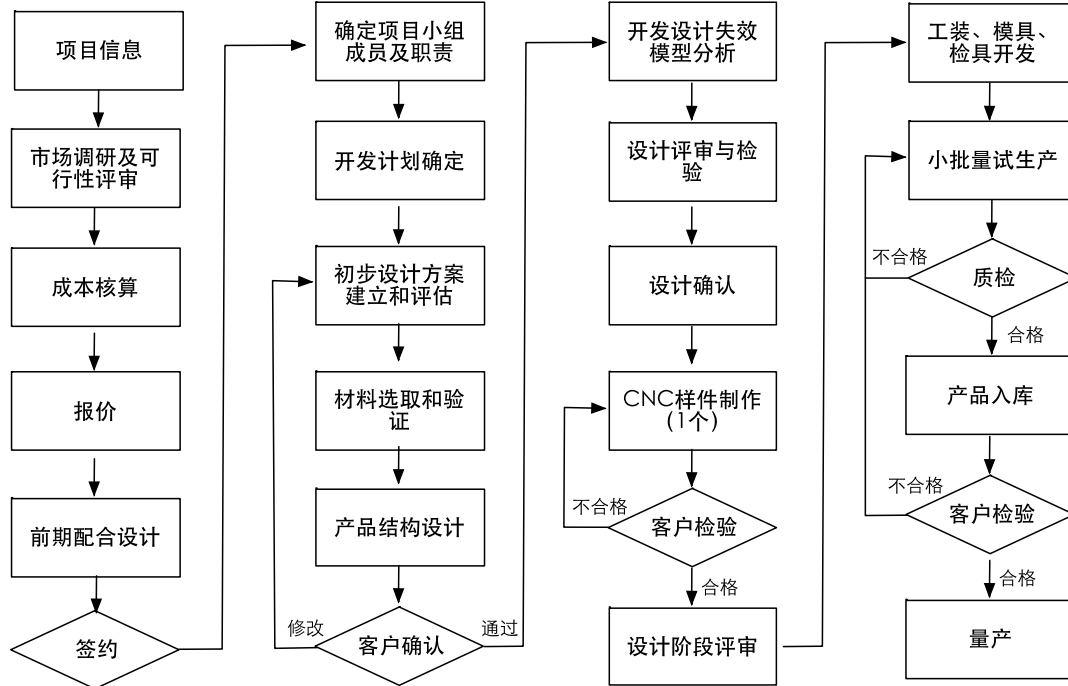 项目信息
市场调研及可
行性评审
成本核算
报价
前期配合设计
签约
确定项目小组
成员及职责
开发计划确定
初步设计方案
建立和评估
材料选取和验
证
产品结构设计
修改
客户确认
通过
开发设计失效
模型分析
设计评审与检
验
设计确认
CNC样件制作
(1个)
不合格
客户检验
合格
设计阶段评审
工装、模具、
检具开发
小批量试生产
不合格
质检
合格
产品入库
不合格
客户检验
合格
量产